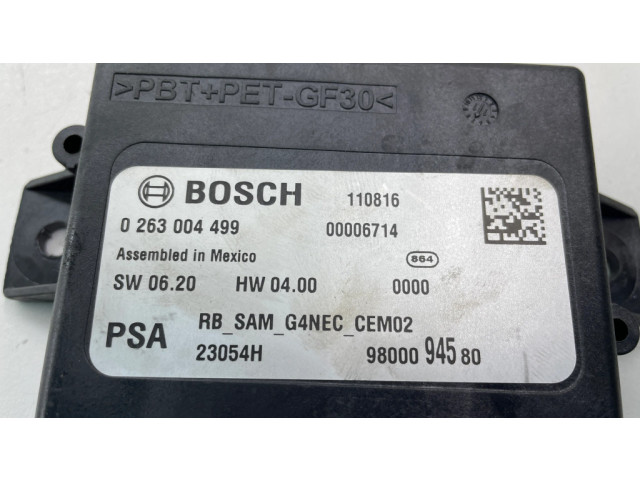 >PBT+PET-GF30<
BOSCH 110816
0 263 004 499 00006714
Assembled in Mexico 864
SW 06.20 HW 04.00 0000
PSA RB_SAM_G4NEC_CEM02
23054H 98000 945 80